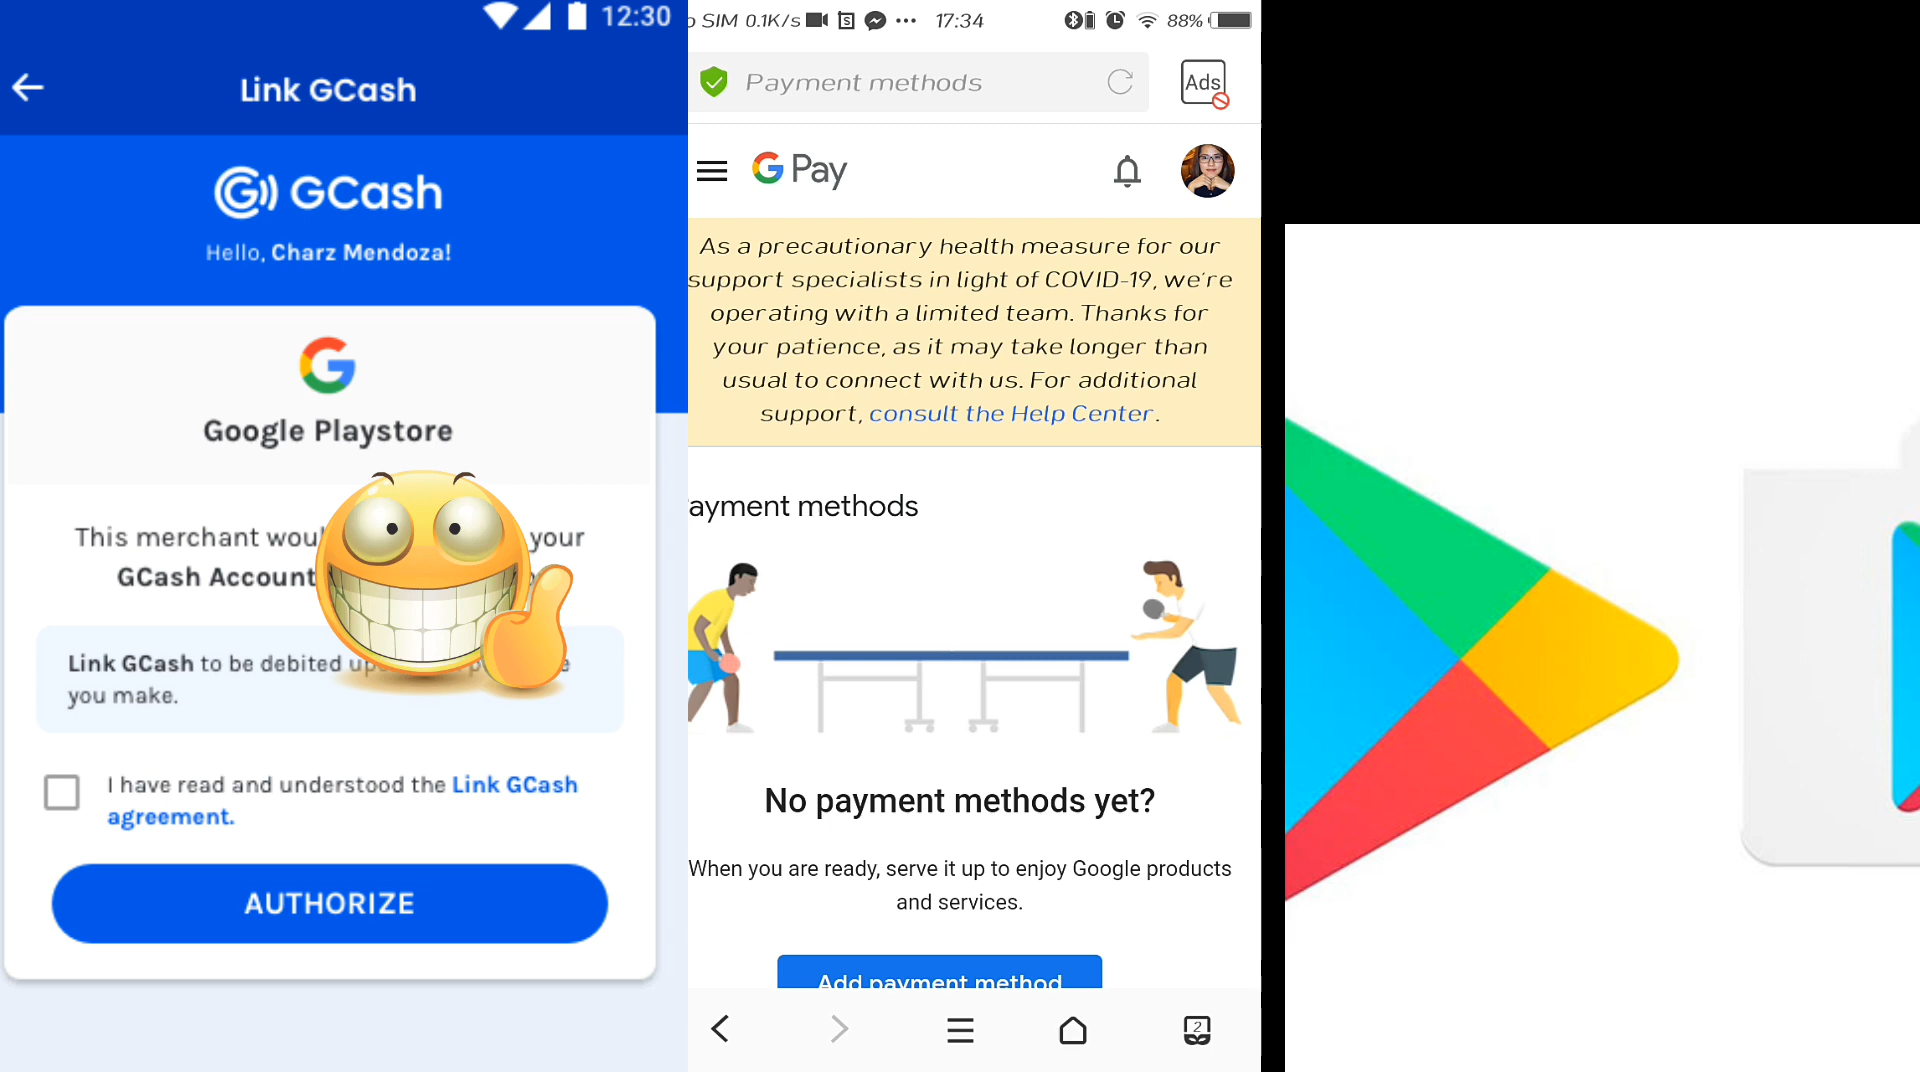 12:30
Link GCash
GCash
Hello, Charz Mendoza!
Google Playstore
This merchant your
GCash Account
Link GCash to be debited
you make.
I have read and understood the Link GCash
agreement.
AUTHORIZE
SIM 0.1K/s 17:34 88%
Payment methods
Ads
G Pay
As a precautionary health measure for our
support specialists in light of COVID-19, we're
operating with a limited team. Thanks for
your patience, as it may take longer than
usual to connect with us. For additional
support, consult the Help Center.
ayment methods
No payment methods yet?
When you are ready, serve it up to enjoy Google products
and services.
Add payment method
2